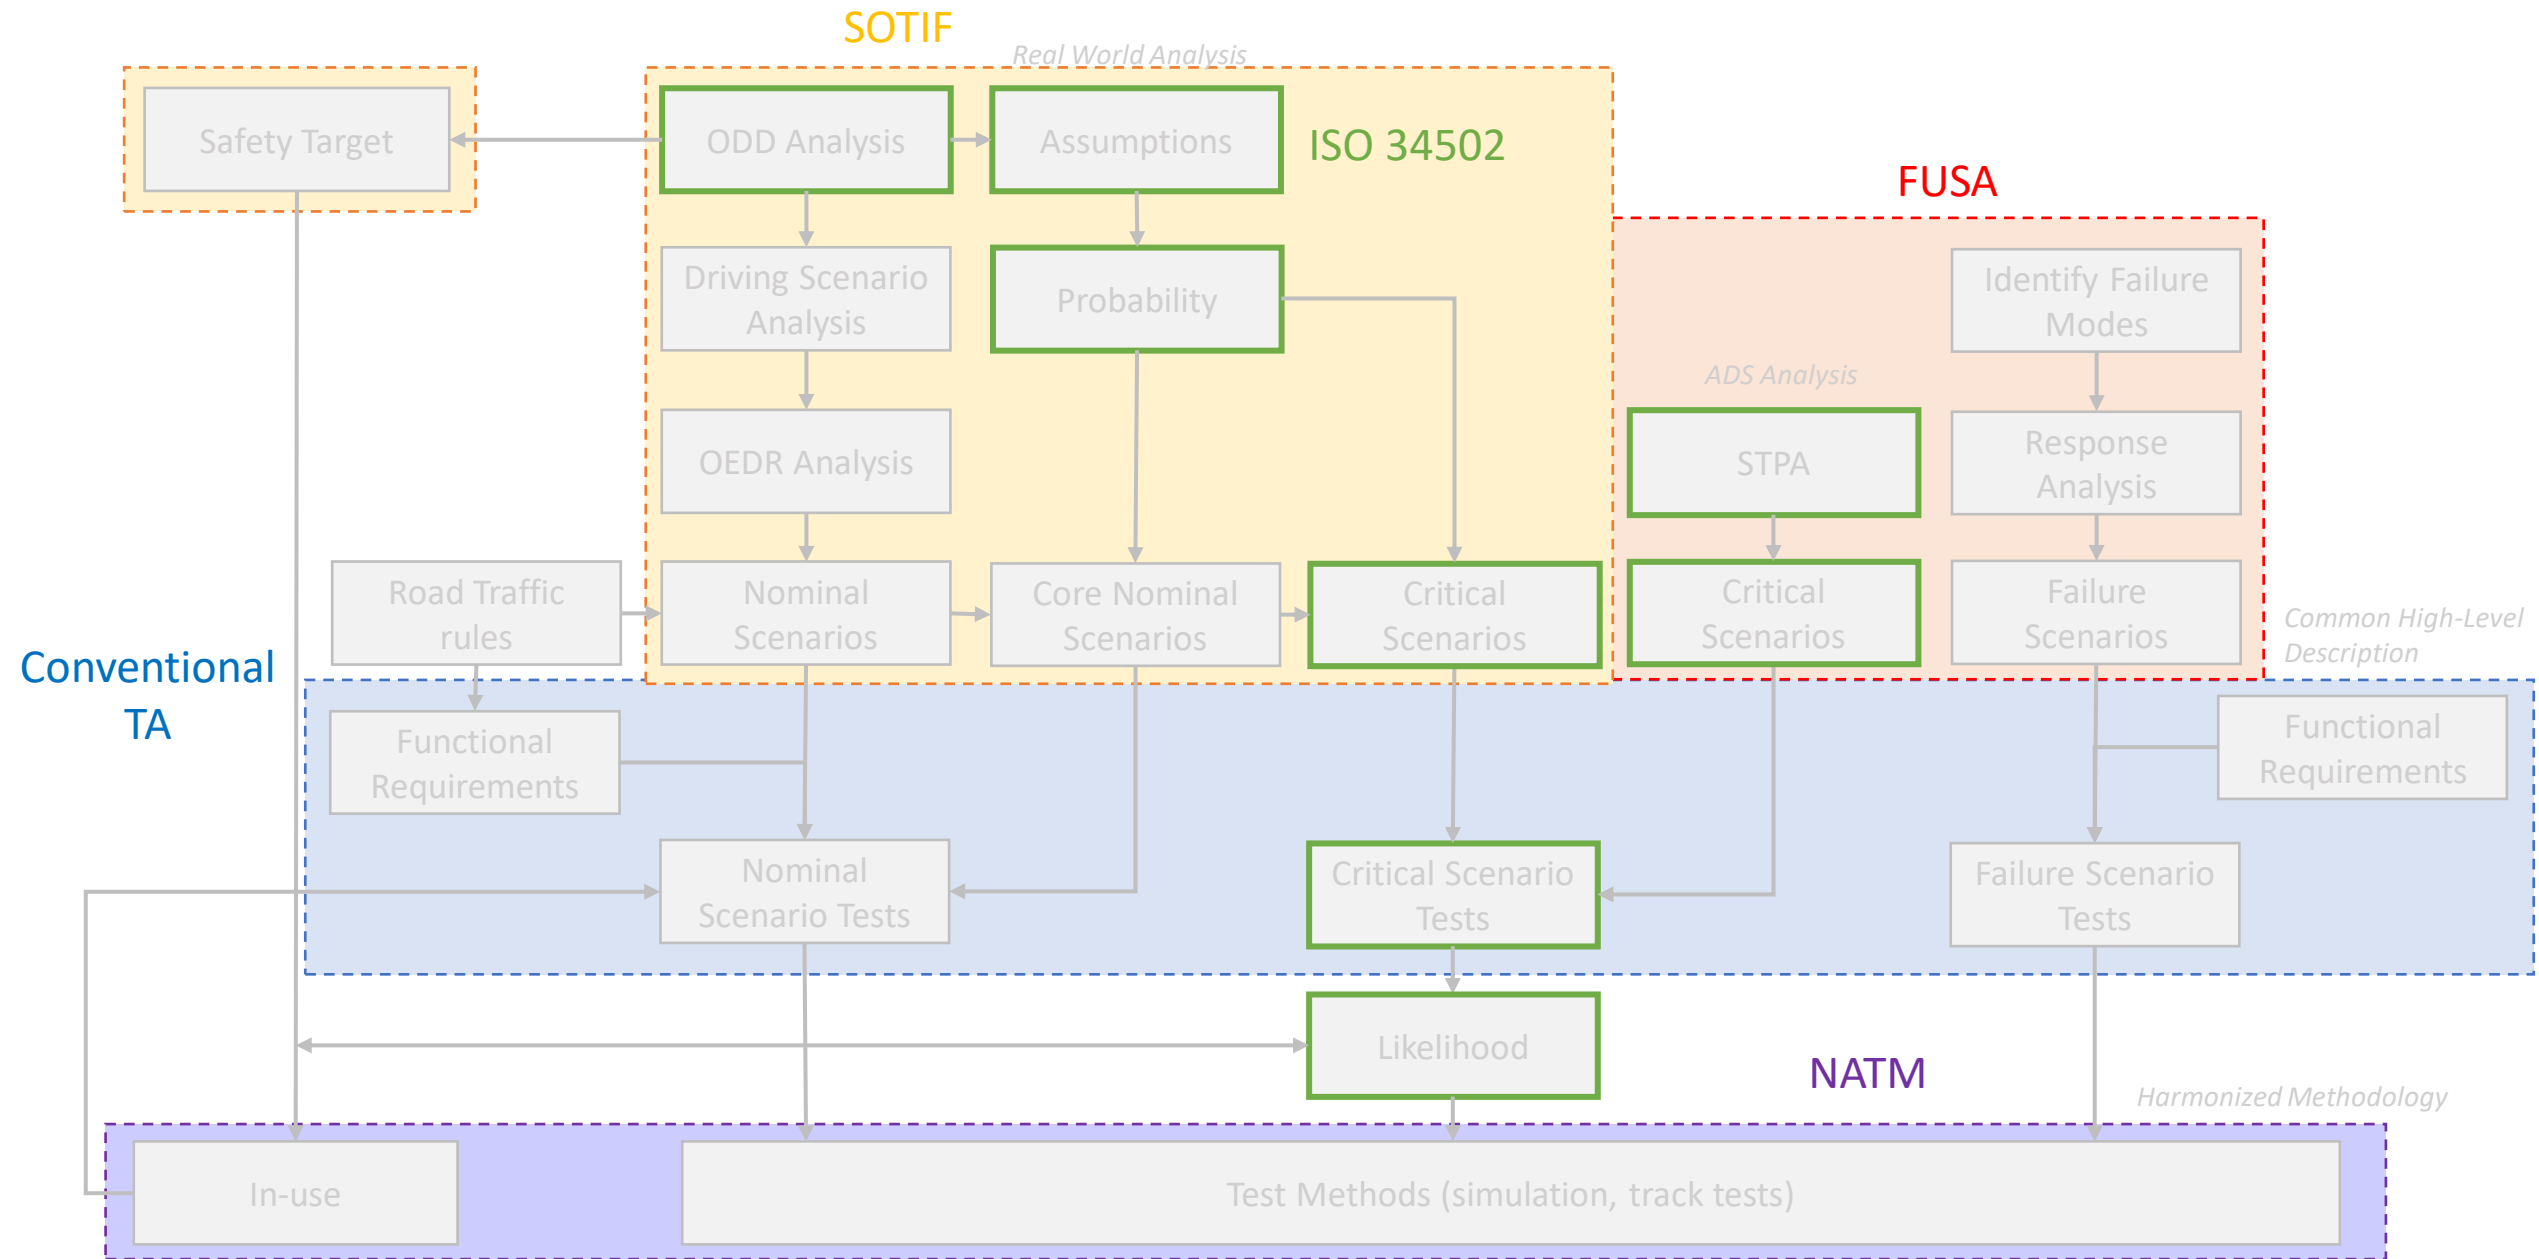 SOTIF
Real World Analysis
Safety Target
ODD Analysis
Assumptions
ISO 34502
FUSA
Driving Scenario
Analysis
Probability
Identify Failure
Modes
ADS Analysis
OEDR Analysis
STPA
Response
Analysis
Road Traffic
rules
Nominal
Scenarios
Core Nominal
Scenarios
Critical
Scenarios
Critical
Scenarios
Failure
Scenarios
Common High-Level
Description
Conventional
TA
Functional
Requirements
Functional
Requirements
Nominal
Scenario Tests
Critical Scenario
Tests
Failure Scenario
Tests
Likelihood
NATM
Harmonized Methodology
In-use
Test Methods (simulation, track tests)